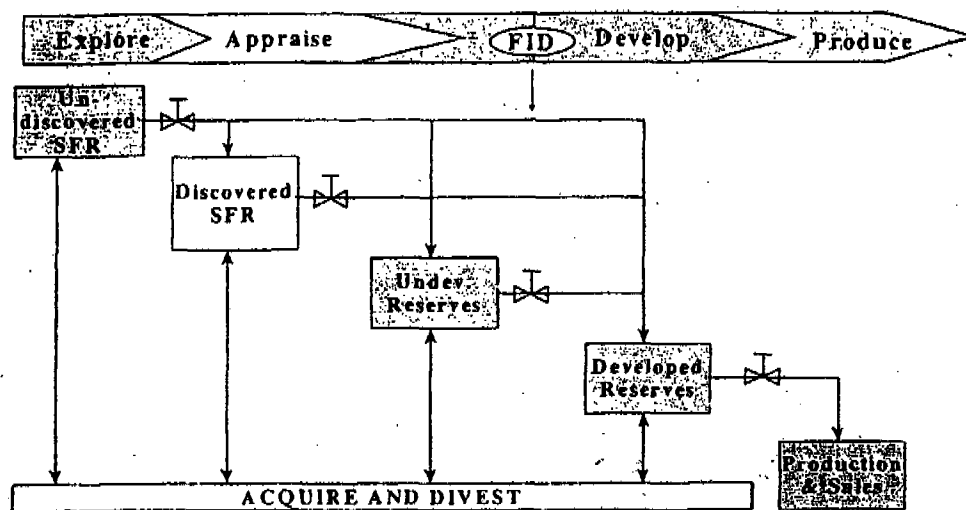 Explore Appraise FID Develop Produce
Un-
discovered
SFR
Discovered
SFR
Undev.
Reserves
Developed
Reserves
Production
& Sales
ACQUIRE AND DIVEST